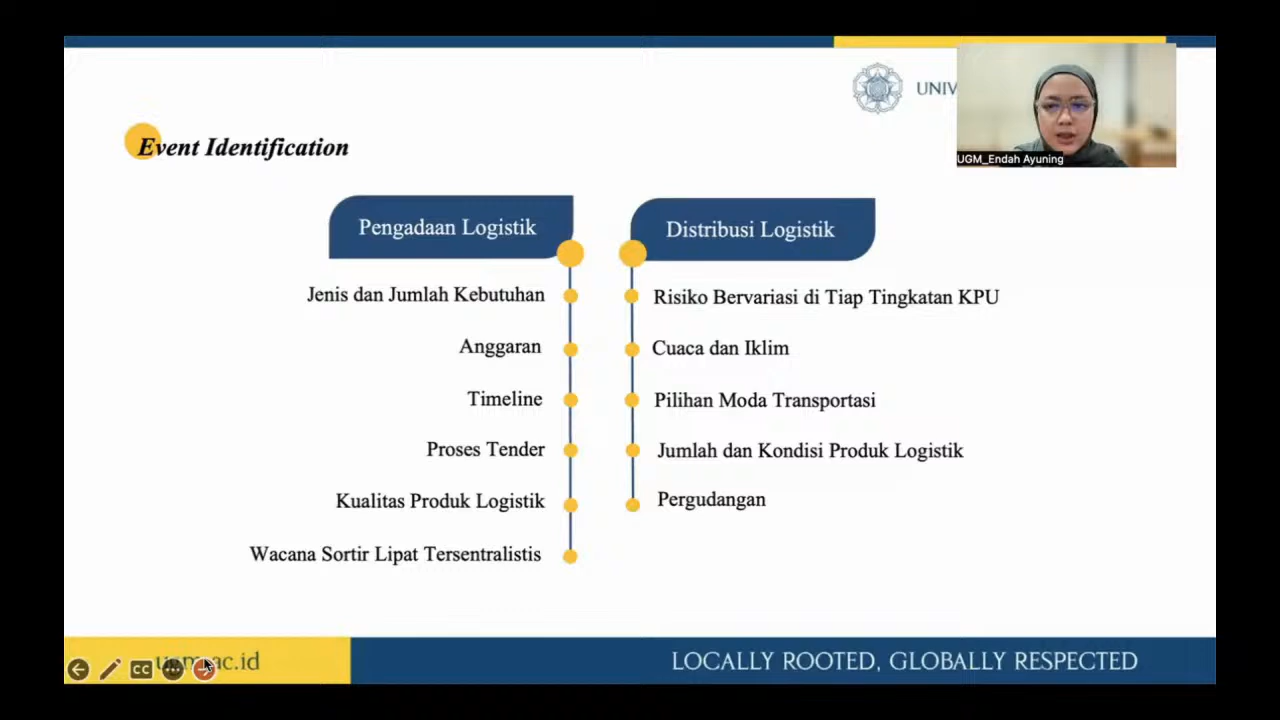 UNIV
UGM_Endah Ayuning
Event Identification
Pengadaan Logistik
Jenis dan Jumlah Kebutuhan
Anggaran
Timeline
Proses Tender
Kualitas Produk Logistik
Wacana Sortir Lipat Tersentralistis
Distribusi Logistik
Risiko Bervariasi di Tiap Tingkatan KPU
Cuaca dan Iklim
Pilihan Moda Transportasi
Jumlah dan Kondisi Produk Logistik
Pergudangan
ugm.ac.id
CC
LOCALLY ROOTED, GLOBALLY RESPECTED